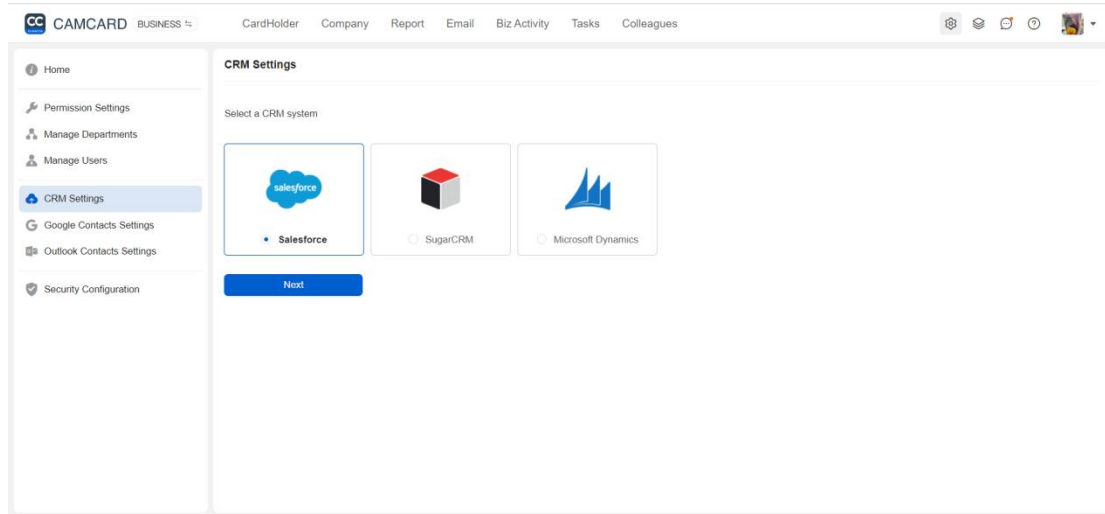 CC CAMCARD BUSINESS CardHolder Company Report Email Biz Activity Tasks Colleagues
Home
Permission Settings
Manage Departments
Manage Users
CRM Settings
Google Contacts Settings
Outlook Contacts Settings
Security Configuration
CRM Settings
Select a CRM system
salesforce
Salesforce
SugarCRM
Microsoft Dynamics
Next